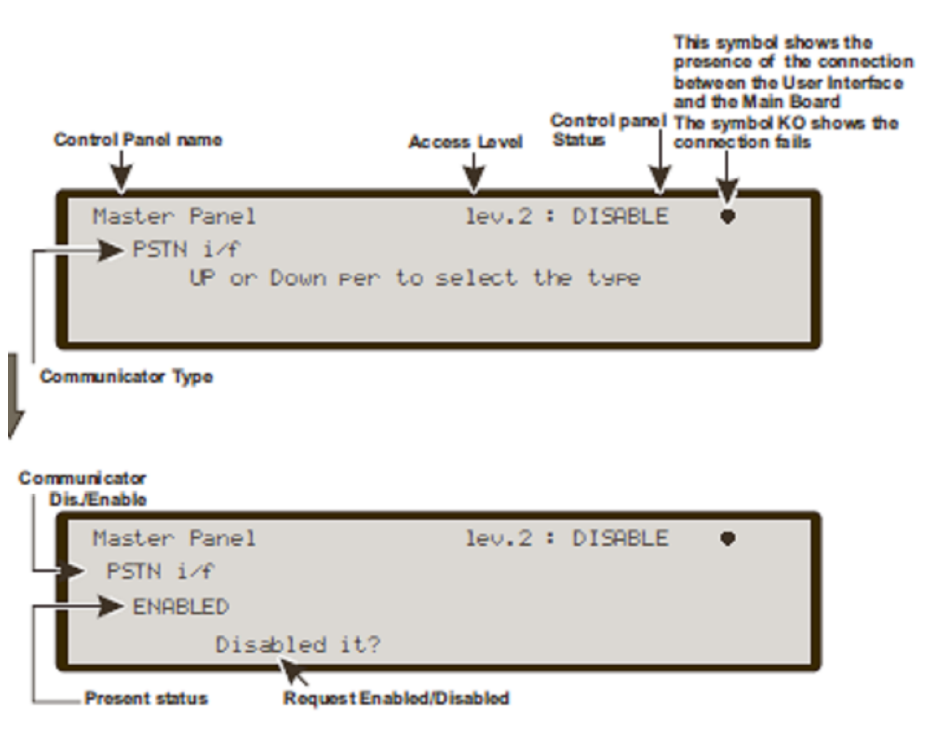 This symbol shows the
presence of the connection
between the User Interface
and the Main Board
The symbol KO shows the
connection fails
Control panel
Status
Access Level
Control Panel name
Master Panel lev.2 : DISABLE ●
PSTN i/f
UP or Down per to select the type
Communicator Type
Communicator
Dis./Enable
Master Panel lev.2 : DISABLE ●
PSTN i/f
ENABLED
Disabled it?
Present status
Request Enabled/Disabled